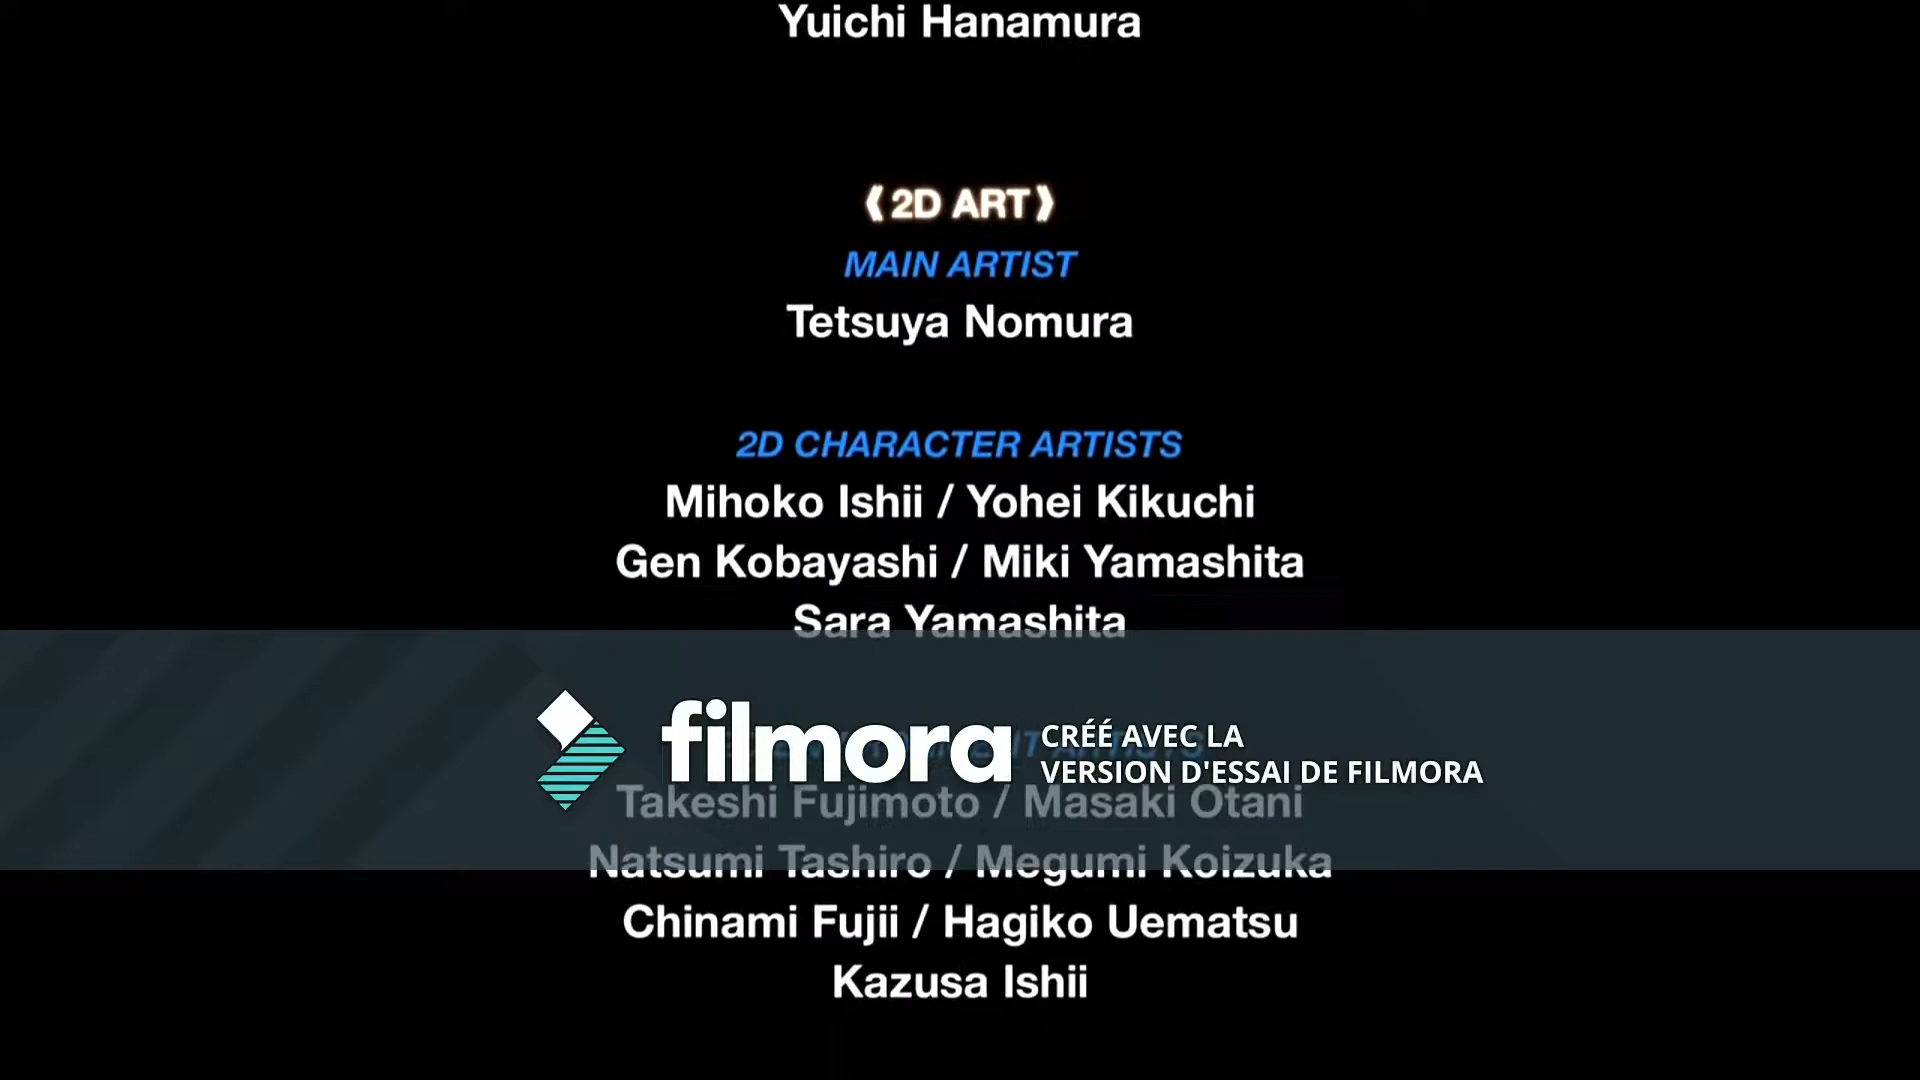 Yuichi Hanamura
《2D ART》
MAIN ARTIST
Tetsuya Nomura
2D CHARACTER ARTISTS
Mihoko Ishii / Yohei Kikuchi
Gen Kobayashi / Miki Yamashita
Sara Yamashita
filmora
CRÉÉ AVEC LA
VERSION D'ESSAI DE FILMORA
ARTISTS
Takeshi Fujimoto / Masaki Otani
Natsumi Tashiro / Megumi Koizuka
Chinami Fujii / Hagiko Uematsu
Kazusa Ishii